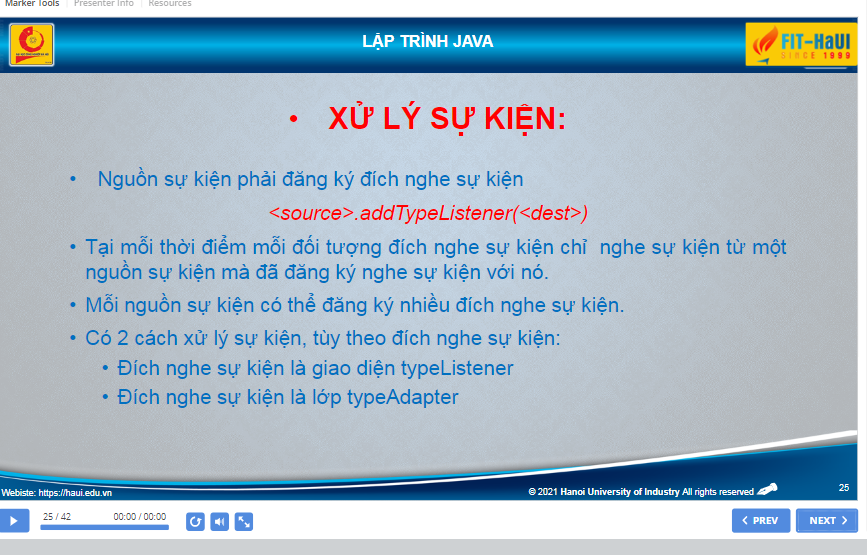 Marker Tools | Presenter Info | Resources
LẬP TRÌNH JAVA
FIT-HaUI
SINCE 1999
• XỬ LÝ SỰ KIỆN:
• Nguồn sự kiện phải đăng ký đích nghe sự kiện
<source>.addTypeListener(<dest>)
• Tại mỗi thời điểm mỗi đối tượng đích nghe sự kiện chỉ nghe sự kiện từ một
nguồn sự kiện mà đã đăng ký nghe sự kiện với nó.
• Mỗi nguồn sự kiện có thể đăng ký nhiều đích nghe sự kiện.
• Có 2 cách xử lý sự kiện, tùy theo đích nghe sự kiện:
• Đích nghe sự kiện là giao diện typeListener
• Đích nghe sự kiện là lớp typeAdapter
Webiste: https://haui.edu.vn
© 2021 Hanoi University of Industry All rights reserved
25
25 / 42
00:00 / 00:00
PREV
NEXT